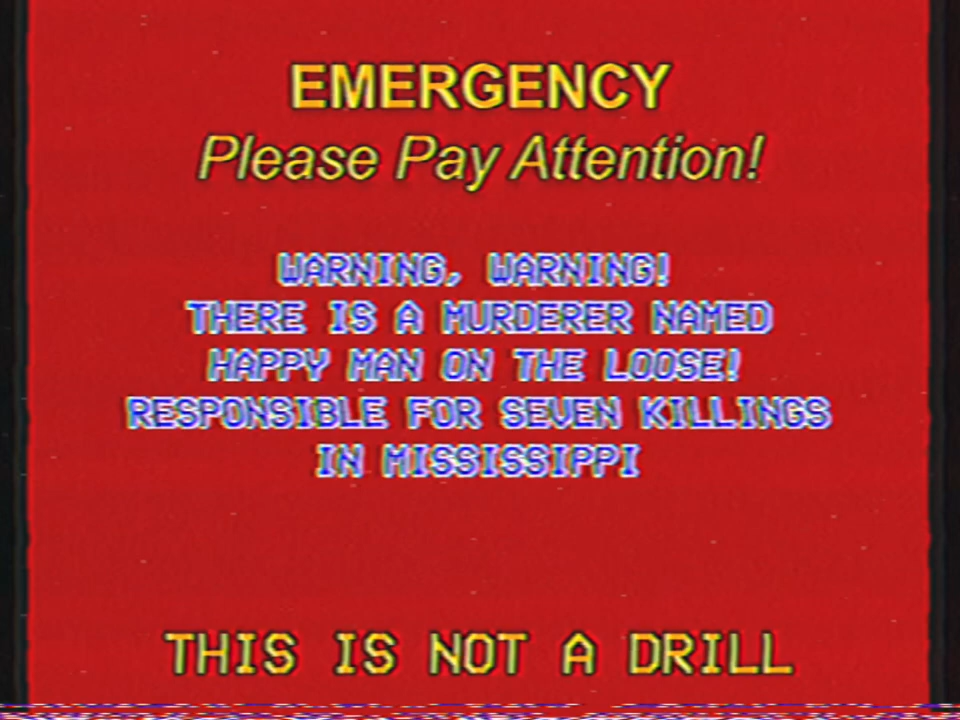 EMERGENCY
Please Pay Attention!
WARNING, WARNING!
THERE IS A MURDERER NAMED
HAPPY MAN ON THE LOOSE!
RESPONSIBLE FOR SEVEN KILLINGS
IN MISSISSIPPI
THIS IS NOT A DRILL